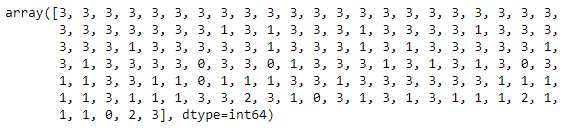 array([3, 3, 3, 3, 3, 3, 3, 3, 3, 3, 3, 3, 3, 3, 3, 3, 3, 3, 3, 3, 3, 3,
3, 3, 3, 3, 3, 3, 3, 1, 3, 1, 3, 3, 3, 1, 3, 3, 3, 3, 1, 3, 3, 3,
3, 3, 3, 1, 3, 3, 3, 3, 3, 1, 3, 3, 3, 1, 3, 1, 3, 3, 3, 3, 3, 3,
3, 1, 3, 3, 3, 3, 0, 3, 3, 0, 1, 3, 3, 3, 1, 3, 1, 3, 1, 3, 0, 3,
1, 1, 3, 3, 1, 1, 0, 1, 1, 1, 3, 3, 1, 3, 3, 3, 3, 3, 3, 1, 1, 1,
1, 1, 3, 1, 1, 1, 3, 3, 2, 3, 1, 0, 3, 1, 3, 1, 3, 1, 1, 1, 2, 1,
1, 1, 0, 2, 3], dtype=int64)